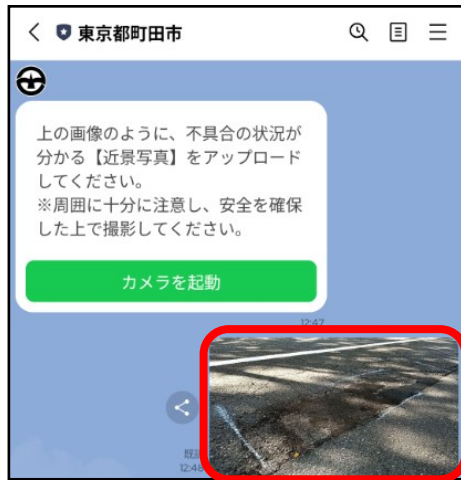 東京都町田市
上の画像のように、不具合の状況が
分かる【近景写真】をアップロード
してください。
※周囲に十分に注意し、安全を確保
した上で撮影してください。
カメラを起動
12:47
既読
12:48